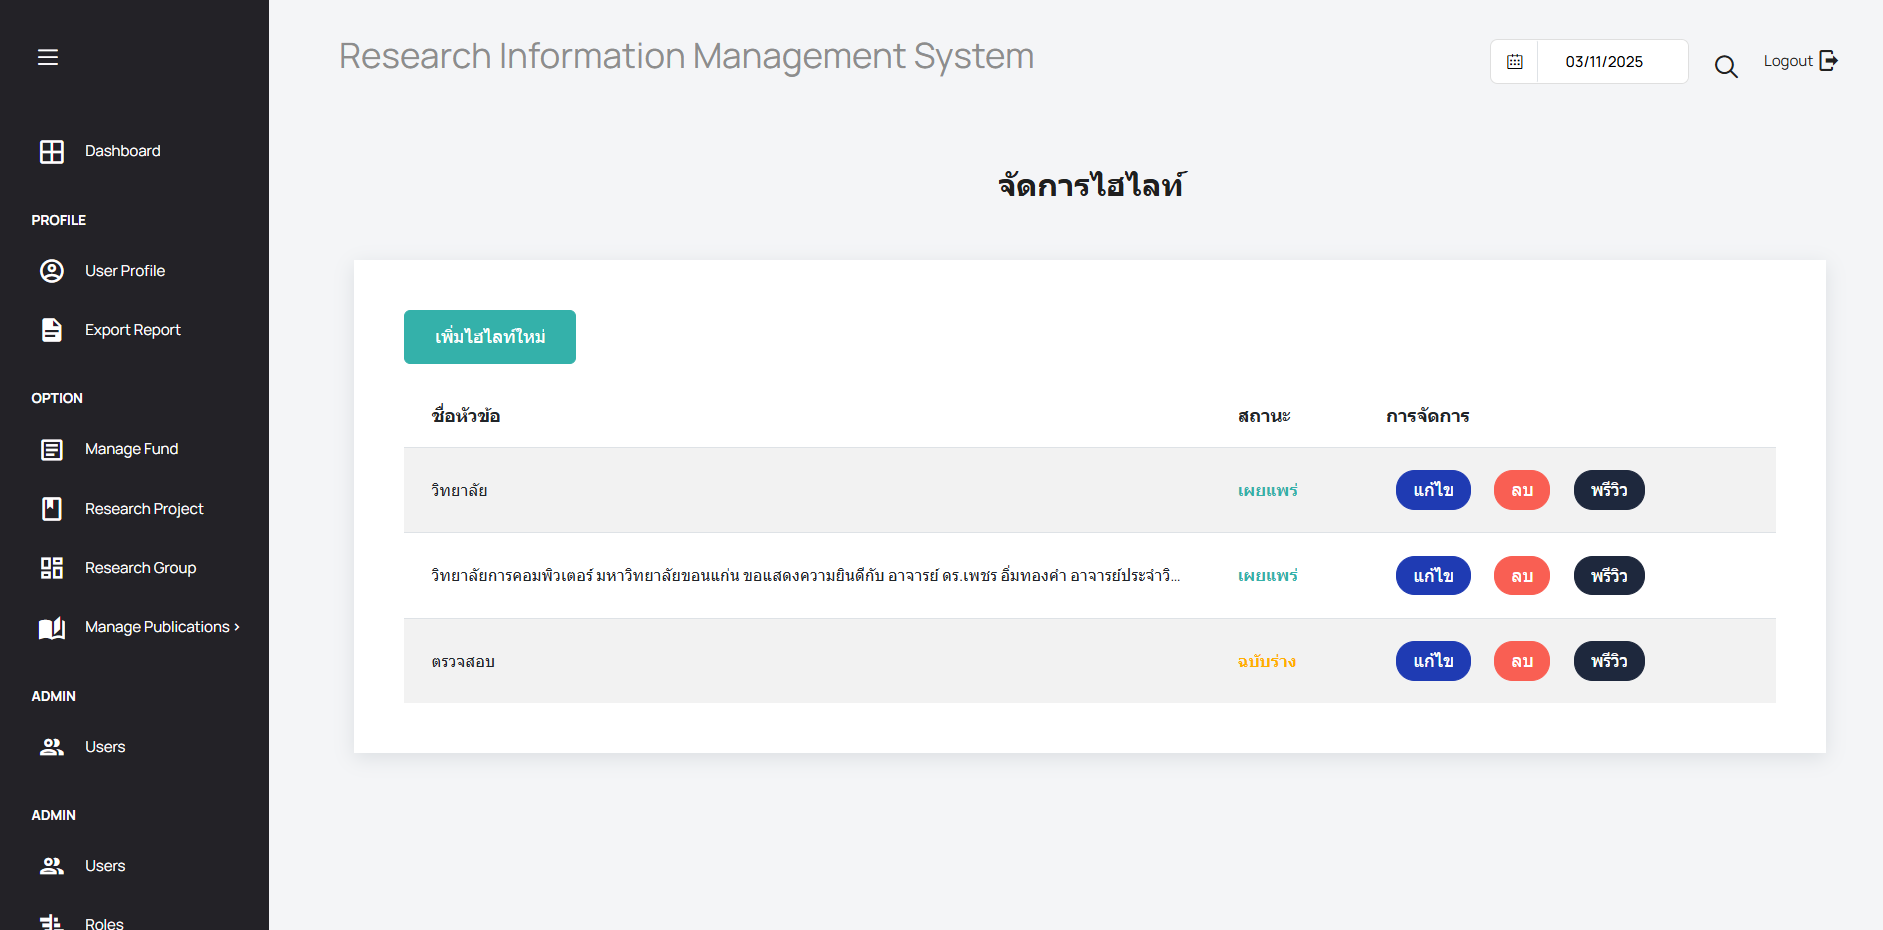 Research Information Management System
03/11/2025
Logout
Dashboard
PROFILE
User Profile
Export Report
OPTION
Manage Fund
Research Project
Research Group
Manage Publications ›
ADMIN
Users
ADMIN
Users
Roles
จัดการไฮไลท์
เพิ่มไฮไลท์ใหม่
ชื่อหัวข้อ สถานะ การจัดการ
วิทยาลัย เผยแพร่ แก้ไข ลบ พรีวิว
วิทยาลัยการคอมพิวเตอร์ มหาวิทยาลัยขอนแก่น ขอแสดงความยินดีกับ อาจารย์ ดร.เพชร อิ่มทองคำ อาจารย์ประจำวิ... เผยแพร่ แก้ไข ลบ พรีวิว
ตรวจสอบ ฉบับร่าง แก้ไข ลบ พรีวิว